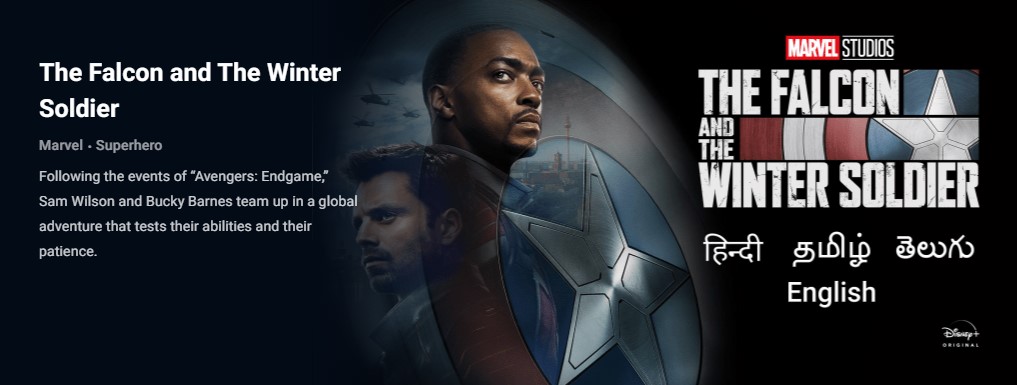 The Falcon and The Winter
Soldier
Marvel • Superhero
Following the events of “Avengers: Endgame,”
Sam Wilson and Bucky Barnes team up in a global
adventure that tests their abilities and their
patience.
MARVEL STUDIOS
THE FALCON
AND
THE
WINTER SOLDIER
हिन्दी தமிழ் తెలుగు
English
Disney+
ORIGINAL